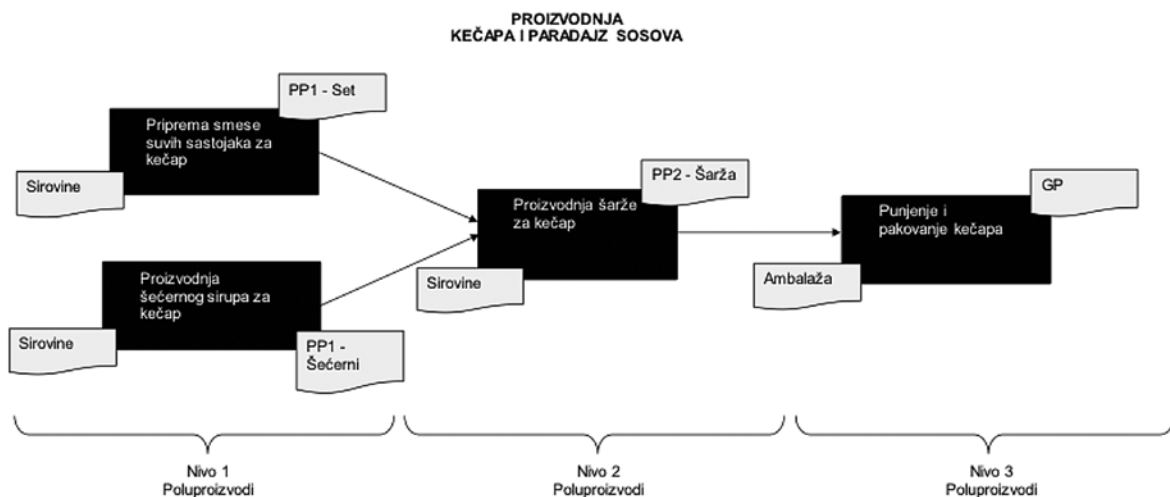 PROIZVODNJA
KEČAPA I PARADAJZ SOSOVA
PP1 - Set
Priprema smese
suvih sastojaka za
kečap
Sirovine
Proizvodnja
šećernog sirupa za
kečap
Sirovine
PP1 -
Šećerni
PP2 - Šarža
Proizvodnja šarže
za kečap
Sirovine
GP
Punjenje i
pakovanje kečapa
Ambalaža
Nivo 1
Poluproizvodi
Nivo 2
Poluproizvodi
Nivo 3
Poluproizvodi